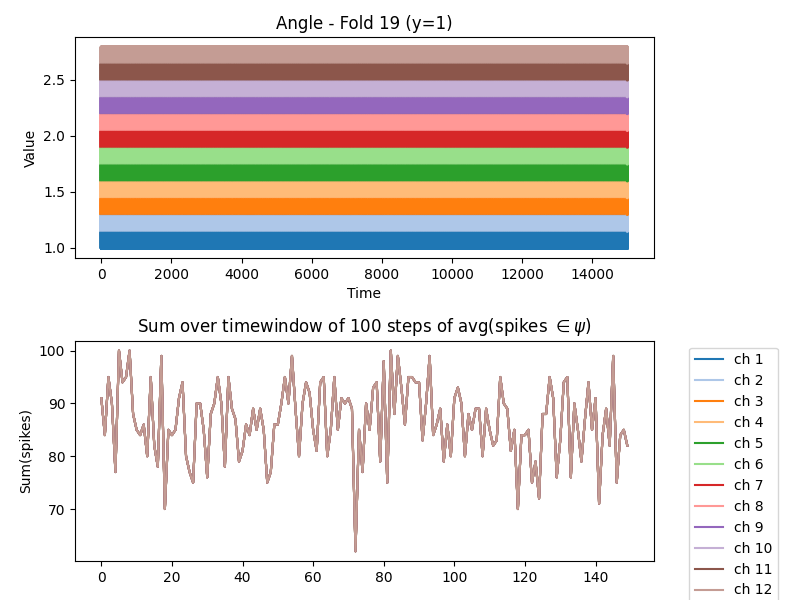 Angle - Fold 19 (y=1)
Value
2.5
2.0
1.5
1.0
0 2000 4000 6000 8000 10000 12000 14000
Time
Sum over timewindow of 100 steps of avg(spikes ∈ψ)
Sum(spikes)
100
90
80
70
0 20 40 60 80 100 120 140
ch 1
ch 2
ch 3
ch 4
ch 5
ch 6
ch 7
ch 8
ch 9
ch 10
ch 11
ch 12